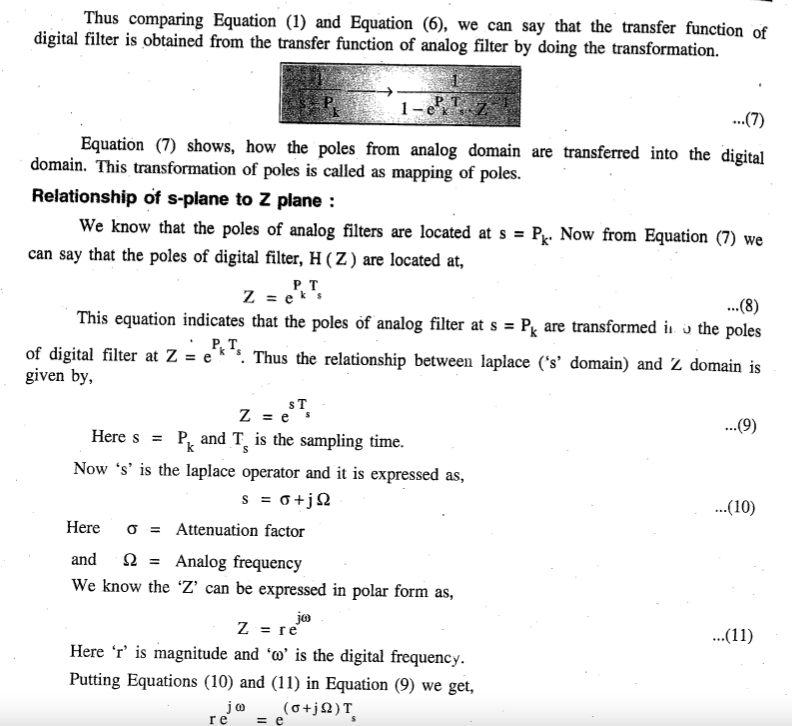 Thus comparing Equation (1) and Equation (6), we can say that the transfer function of
digital filter is obtained from the transfer function of analog filter by doing the transformation.
1/(s – P_k) → 1/(1 – e^(P_k T_s) Z^(–1)) ...(7)
Equation (7) shows, how the poles from analog domain are transferred into the digital
domain. This transformation of poles is called as mapping of poles.
Relationship of s-plane to Z plane :
We know that the poles of analog filters are located at s = P_k. Now from Equation (7) we
can say that the poles of digital filter, H ( Z ) are located at,
Z = e^(P_k T_s) ...(8)
This equation indicates that the poles of analog filter at s = P_k are transformed the poles
of digital filter at Z = e^(P_k T_s). Thus the relationship between laplace (‘s’ domain) and Z domain is
given by,
Z = e^(s T_s) ...(9)
Here s = P_k and T_s is the sampling time.
Now ‘s’ is the laplace operator and it is expressed as,
s = σ + jΩ ...(10)
Here σ = Attenuation factor
and Ω = Analog frequency
We know the ‘Z’ can be expressed in polar form as,
Z = r e^(jω) ...(11)
Here ‘r’ is magnitude and ‘ω’ is the digital frequency.
Putting Equations (10) and (11) in Equation (9) we get,
r e^(jω) = e^((σ + jΩ) T_s)